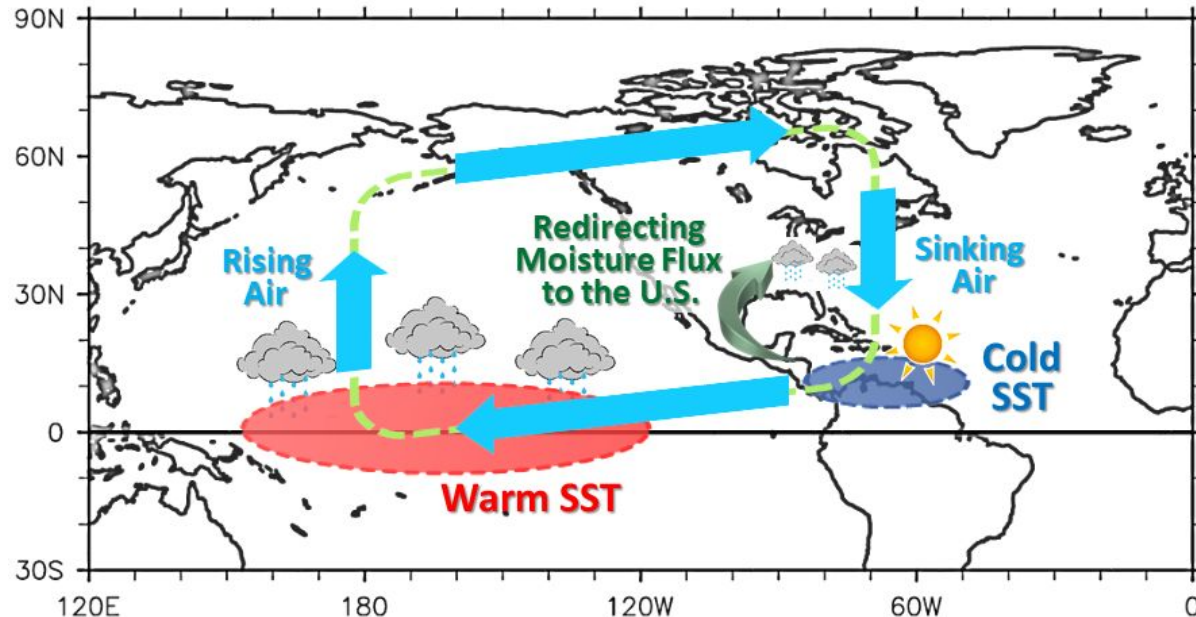 90N
60N
30N
0
30S
120E
180
120W
60W
0
Redirecting
Moisture Flux
to the U.S.
Rising
Air
Sinking
Air
Cold
SST
Warm SST